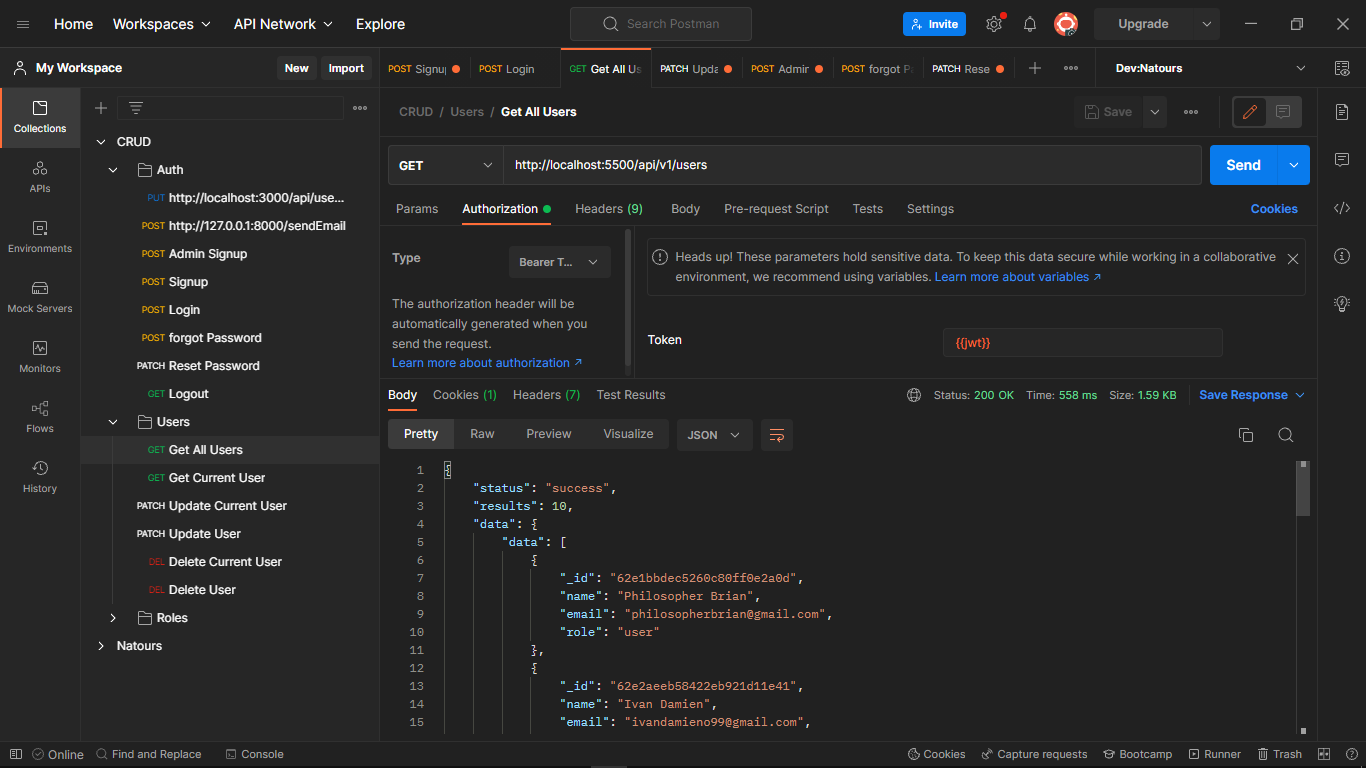 Home Workspaces API Network Explore Search Postman Invite Upgrade
My Workspace New Import
POST Signup POST Login GET Get All Us PATCH Upda POST Admin POST forgot Pa PATCH Rese Dev:Natours
Collections
APIs
Environments
Mock Servers
Monitors
Flows
History
CRUD
Auth
PUT http://localhost:3000/api/use...
POST http://127.0.0.1:8000/sendEmail
POST Admin Signup
POST Signup
POST Login
POST forgot Password
PATCH Reset Password
GET Logout
Users
GET Get All Users
GET Get Current User
PATCH Update Current User
PATCH Update User
DEL Delete Current User
DEL Delete User
Roles
Natours
CRUD / Users / Get All Users Save
GET http://localhost:5500/api/v1/users Send
Params Authorization Headers (9) Body Pre-request Script Tests Settings Cookies
Type Bearer T...
The authorization header will be
automatically generated when you
send the request.
Learn more about authorization
Heads up! These parameters hold sensitive data. To keep this data secure while working in a collaborative
environment, we recommend using variables. Learn more about variables
Token {{jwt}}
Body Cookies (1) Headers (7) Test Results Status: 200 OK Time: 558 ms Size: 1.59 KB Save Response
Pretty Raw Preview Visualize JSON
1 {
2 "status": "success",
3 "results": 10,
4 "data": {
5 "data": [
6 {
7 "_id": "62e1bbdec5260c80ff0e2a0d",
8 "name": "Philosopher Brian",
9 "email": "philosopherbrian@gmail.com",
10 "role": "user"
11 },
12 {
13 "_id": "62e2aeeb58422eb921d11e41",
14 "name": "Ivan Damien",
15 "email": "ivandamieno99@gmail.com",
Online Find and Replace Console Cookies Capture requests Bootcamp Runner Trash